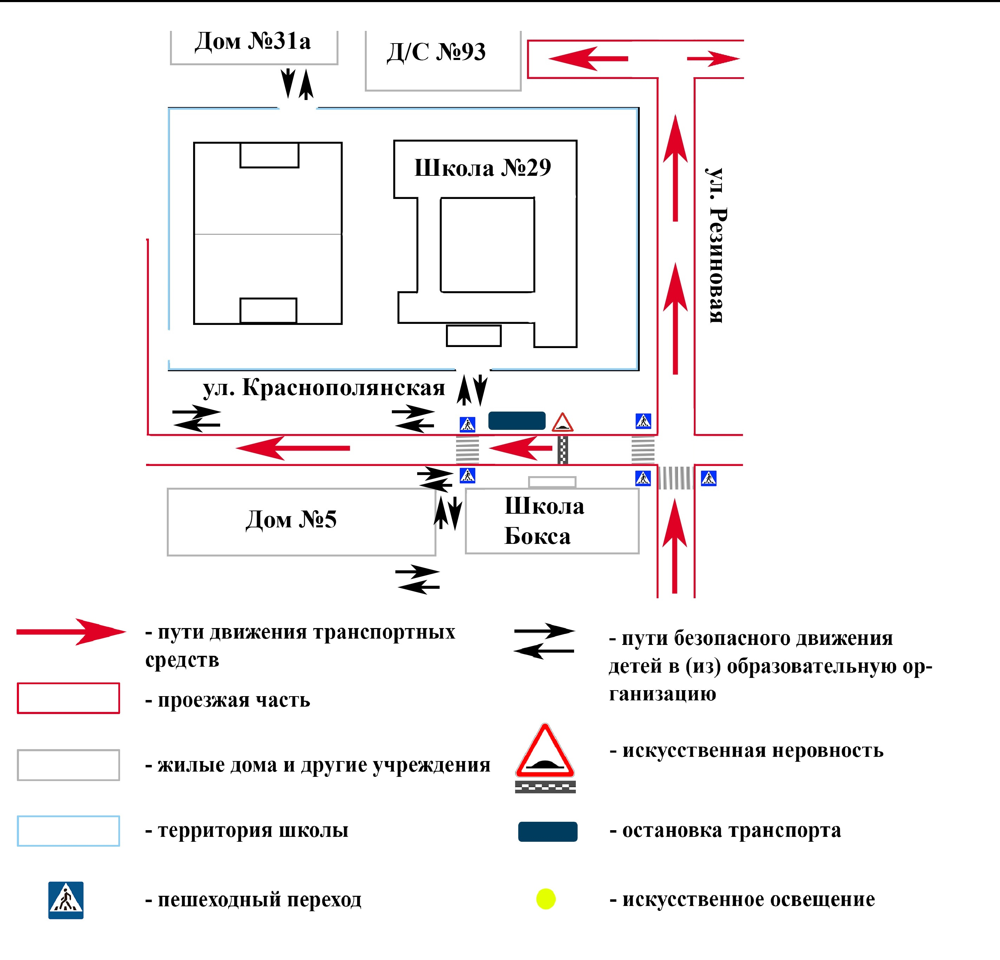 Дом №31а
Д/С №93
Школа №29
ул. Резиновая
ул. Краснополянская
Дом №5
Школа
Бокса
- пути движения транспортных
средств
- проезжая часть
- жилые дома и другие учреждения
- территория школы
- пешеходный переход
- пути безопасного движения
детей в (из) образовательную ор-
ганизацию
- искусственная неровность
- остановка транспорта
- искусственное освещение